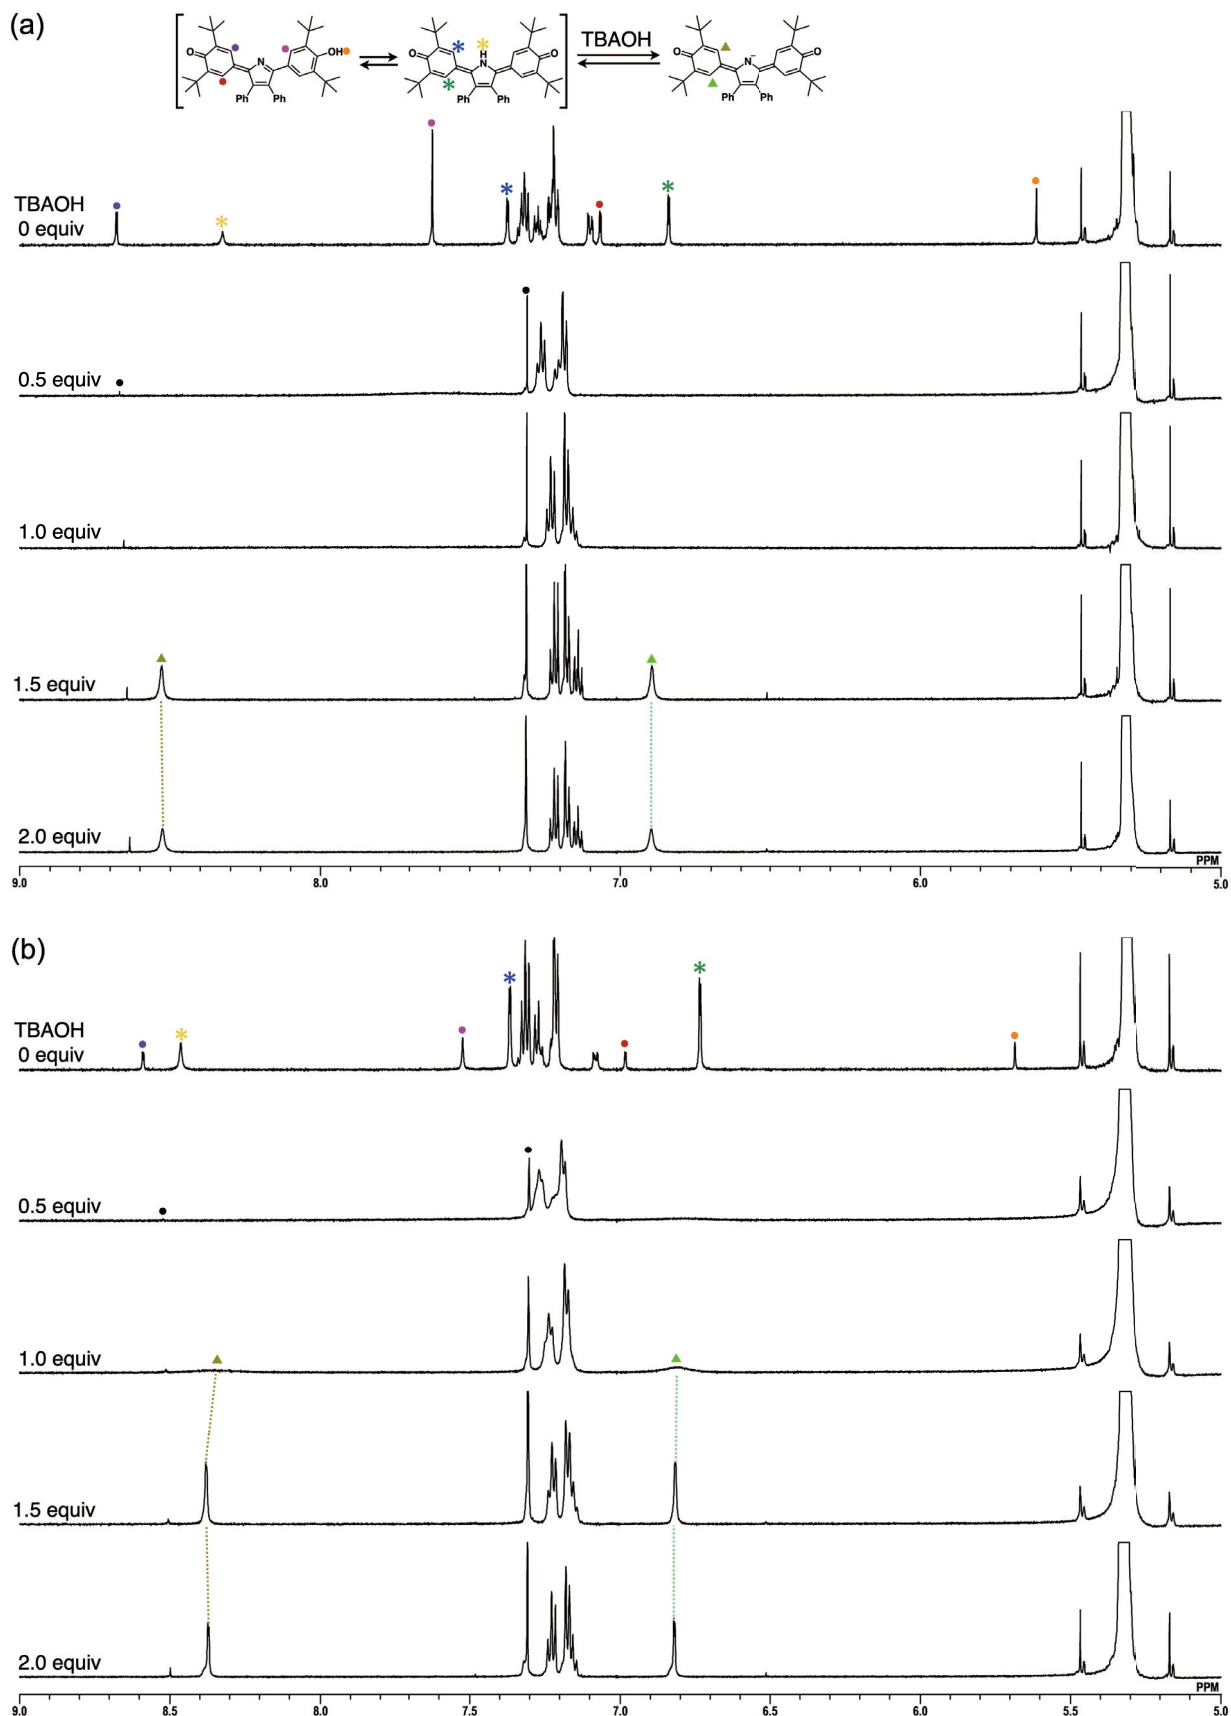 (a)
O
N
OH
Ph
Ph
O
H
N
O
Ph
Ph
TBAOH
O
N
−
O
Ph
Ph
TBAOH
0 equiv
0.5 equiv
1.0 equiv
1.5 equiv
2.0 equiv
PPM
9.0 8.0 7.0 6.0 5.0
(b)
TBAOH
0 equiv
0.5 equiv
1.0 equiv
1.5 equiv
2.0 equiv
PPM
9.0 8.5 8.0 7.5 7.0 6.5 6.0 5.5 5.0